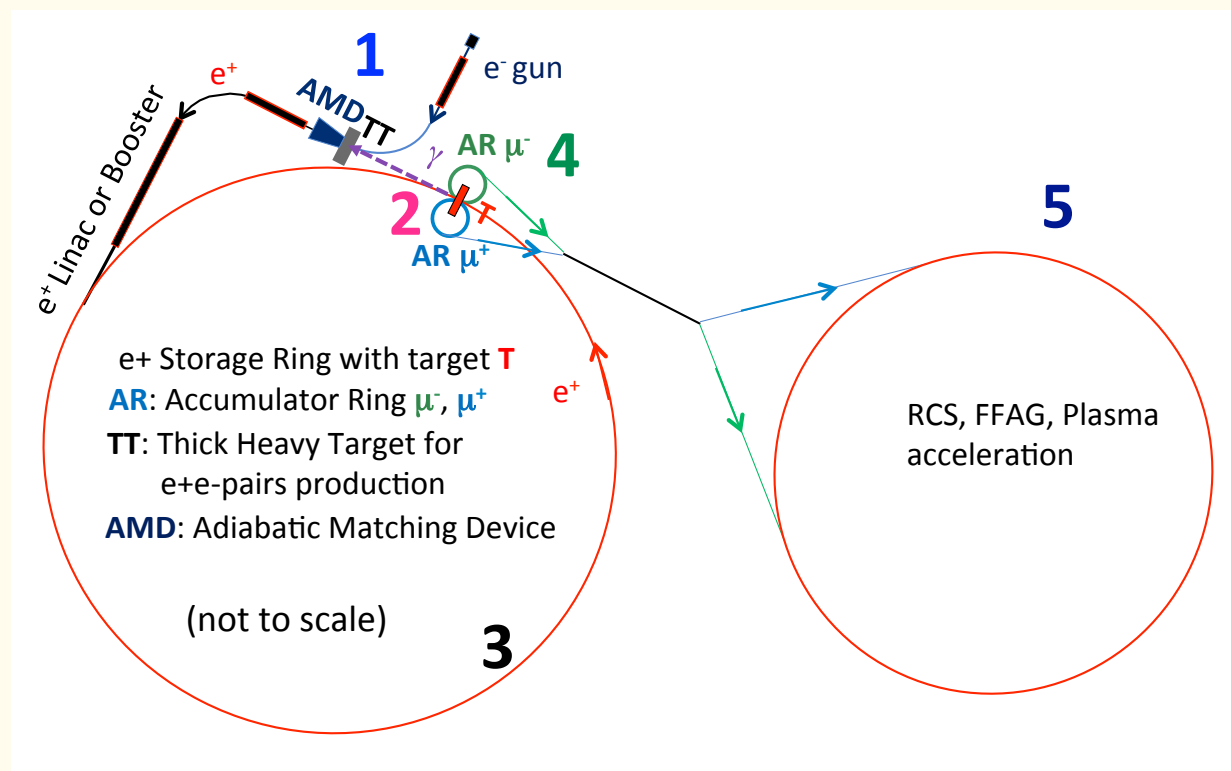 1
e⁺
e⁻ gun
AMD
TT
AR μ⁻
4
γ
e⁺ Linac or Booster
2
T
AR μ⁺
5
e+ Storage Ring with target T
AR: Accumulator Ring μ⁻, μ⁺
e⁺
TT: Thick Heavy Target for
e+e-pairs production
AMD: Adiabatic Matching Device
RCS, FFAG, Plasma
acceleration
(not to scale)
3